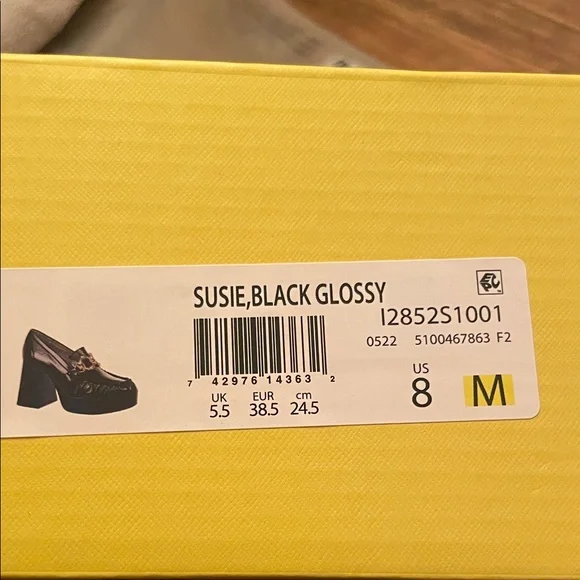 SUSIE,BLACK GLOSSY
I2852S1001
0522 5100467863 F2
7 42976 14363 2
UK EUR cm
5.5 38.5 24.5
US
8 M